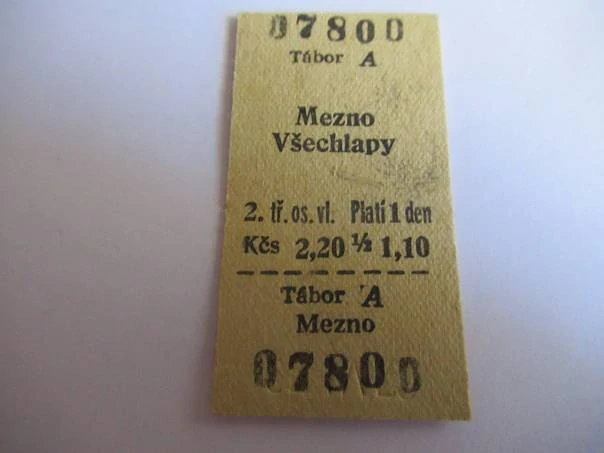 07800
Tábor A
Mezno
Všechlapy
2. tř. os. vl. Platí 1 den
Kčs 2,20 ½ 1,10
Tábor A
Mezno
07800